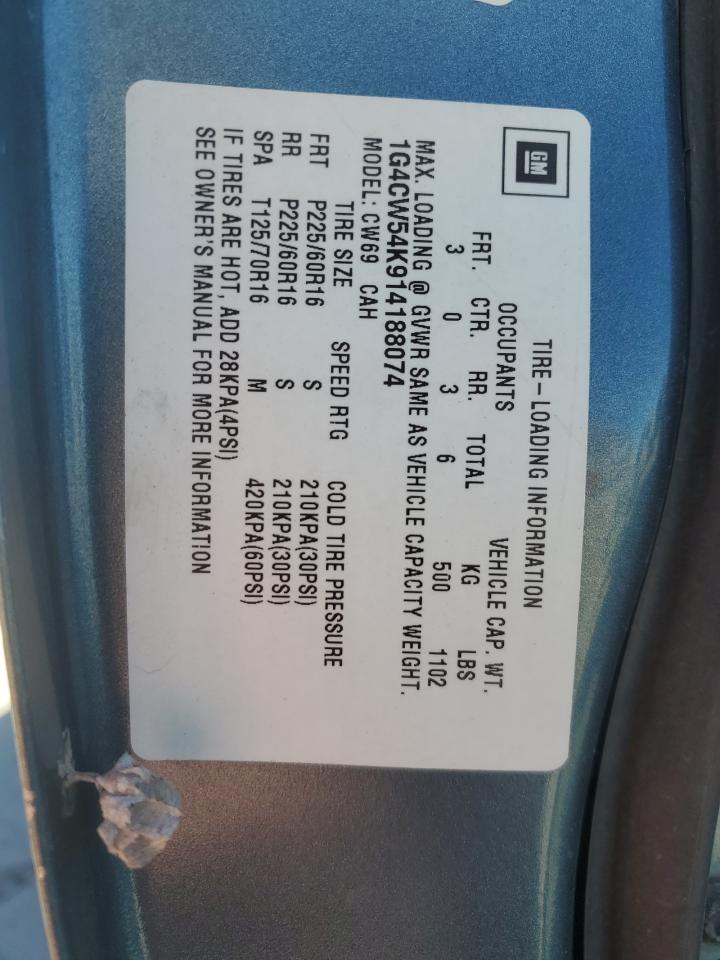 GM
TIRE-LOADING INFORMATION
OCCUPANTS VEHICLE CAP. WT.
FRT. CTR. RR. TOTAL KG LBS
3 0 3 6 500 1102
MAX. LOADING @ GVWR SAME AS VEHICLE CAPACITY WEIGHT.
1G4CW54K914188074
MODEL: CW69 CAH
TIRE SIZE SPEED RTG COLD TIRE PRESSURE
FRT P225/60R16 S 210KPA(30PSI)
RR P225/60R16 S 210KPA(30PSI)
SPA T125/70R16 M 420KPA(60PSI)
IF TIRES ARE HOT, ADD 28KPA(4PSI)
SEE OWNER'S MANUAL FOR MORE INFORMATION